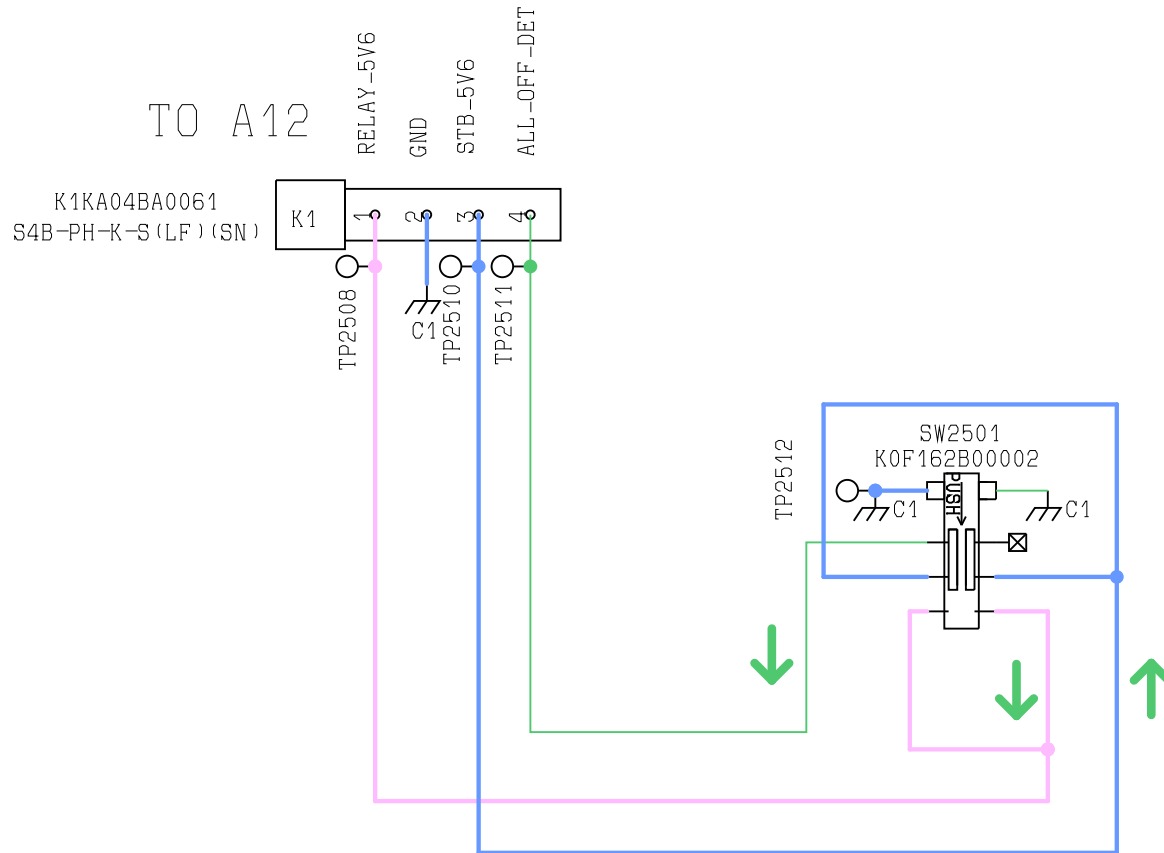 RELAY-5V6
GND
STB-5V6
ALL-OFF-DET
TO A12
K1KA04BA0061
S4B-PH-K-S(LF)(SN)
K1
1
2
3
4
TP2508
C1
TP2510
TP2511
SW2501
K0F162B00002
TP2512
PUSH
C1
C1